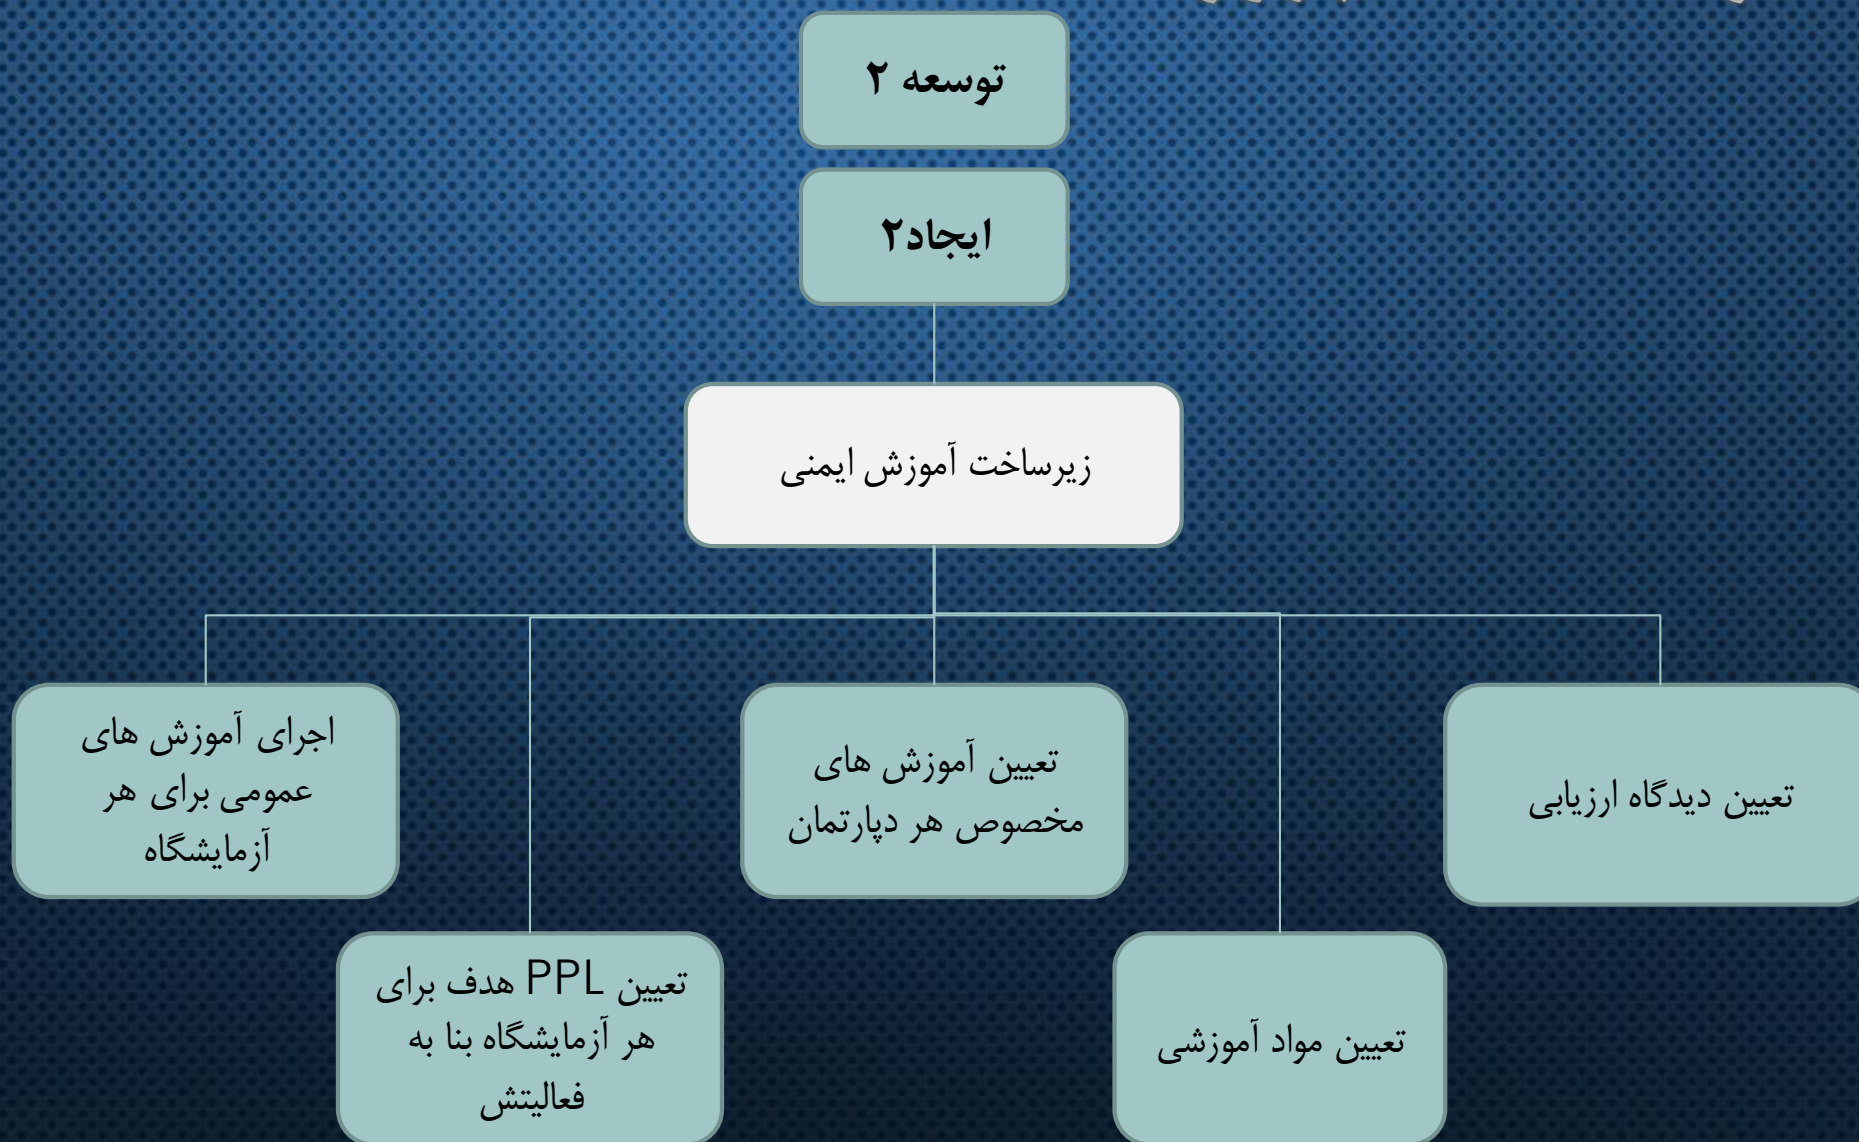 توسعه ۲
ایجاد۲
زیرساخت آموزش ایمنی
تعیین دیدگاه ارزیابی
تعیین مواد آموزشی
تعیین آموزش های
مخصوص هر دپارتمان
تعیین PPL هدف برای
هر آزمایشگاه بنا به
فعالیتش
اجرای آموزش های
عمومی برای هر
آزمایشگاه